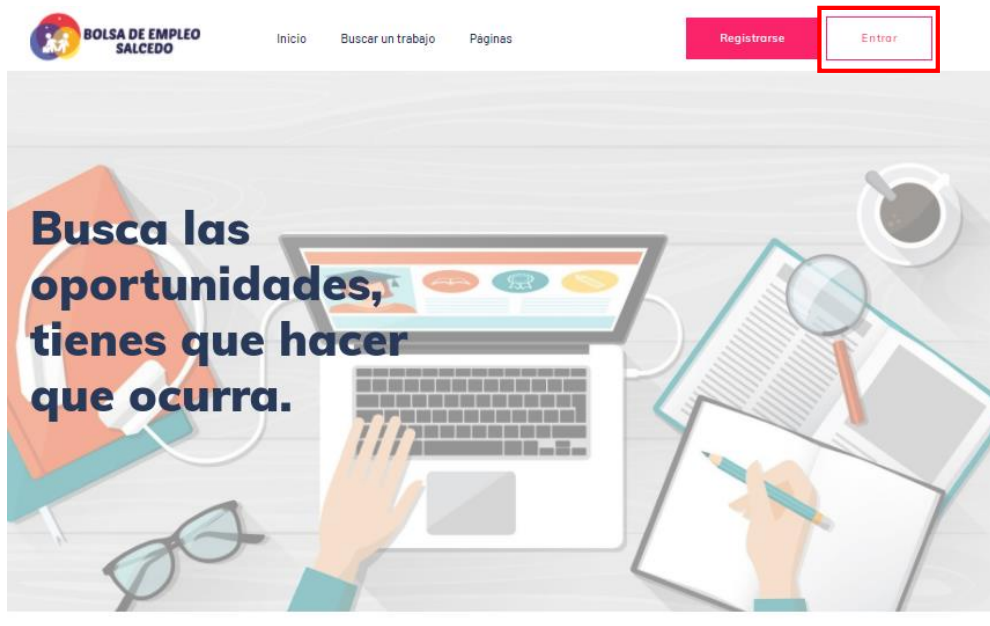 BOLSA DE EMPLEO
SALCEDO
Inicio
Buscar un trabajo
Páginas
Registrarse
Entrar
Busca las
oportunidades,
tienes que hacer
que ocurra.